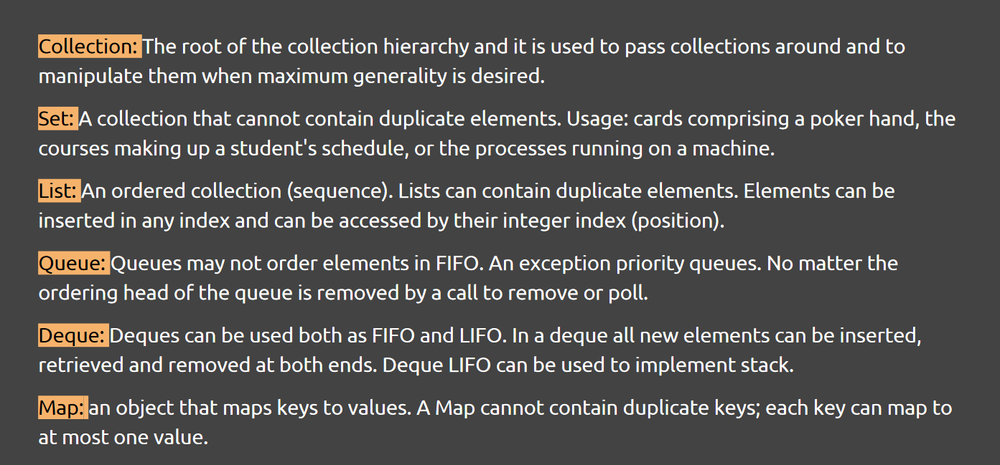 Collection: The root of the collection hierarchy and it is used to pass collections around and to
manipulate them when maximum generality is desired.
Set: A collection that cannot contain duplicate elements. Usage: cards comprising a poker hand, the
courses making up a student's schedule, or the processes running on a machine.
List: An ordered collection (sequence). Lists can contain duplicate elements. Elements can be
inserted in any index and can be accessed by their integer index (position).
Queue: Queues may not order elements in FIFO. An exception priority queues. No matter the
ordering head of the queue is removed by a call to remove or poll.
Deque: Deques can be used both as FIFO and LIFO. In a deque all new elements can be inserted,
retrieved and removed at both ends. Deque LIFO can be used to implement stack.
Map: an object that maps keys to values. A Map cannot contain duplicate keys; each key can map to
at most one value.